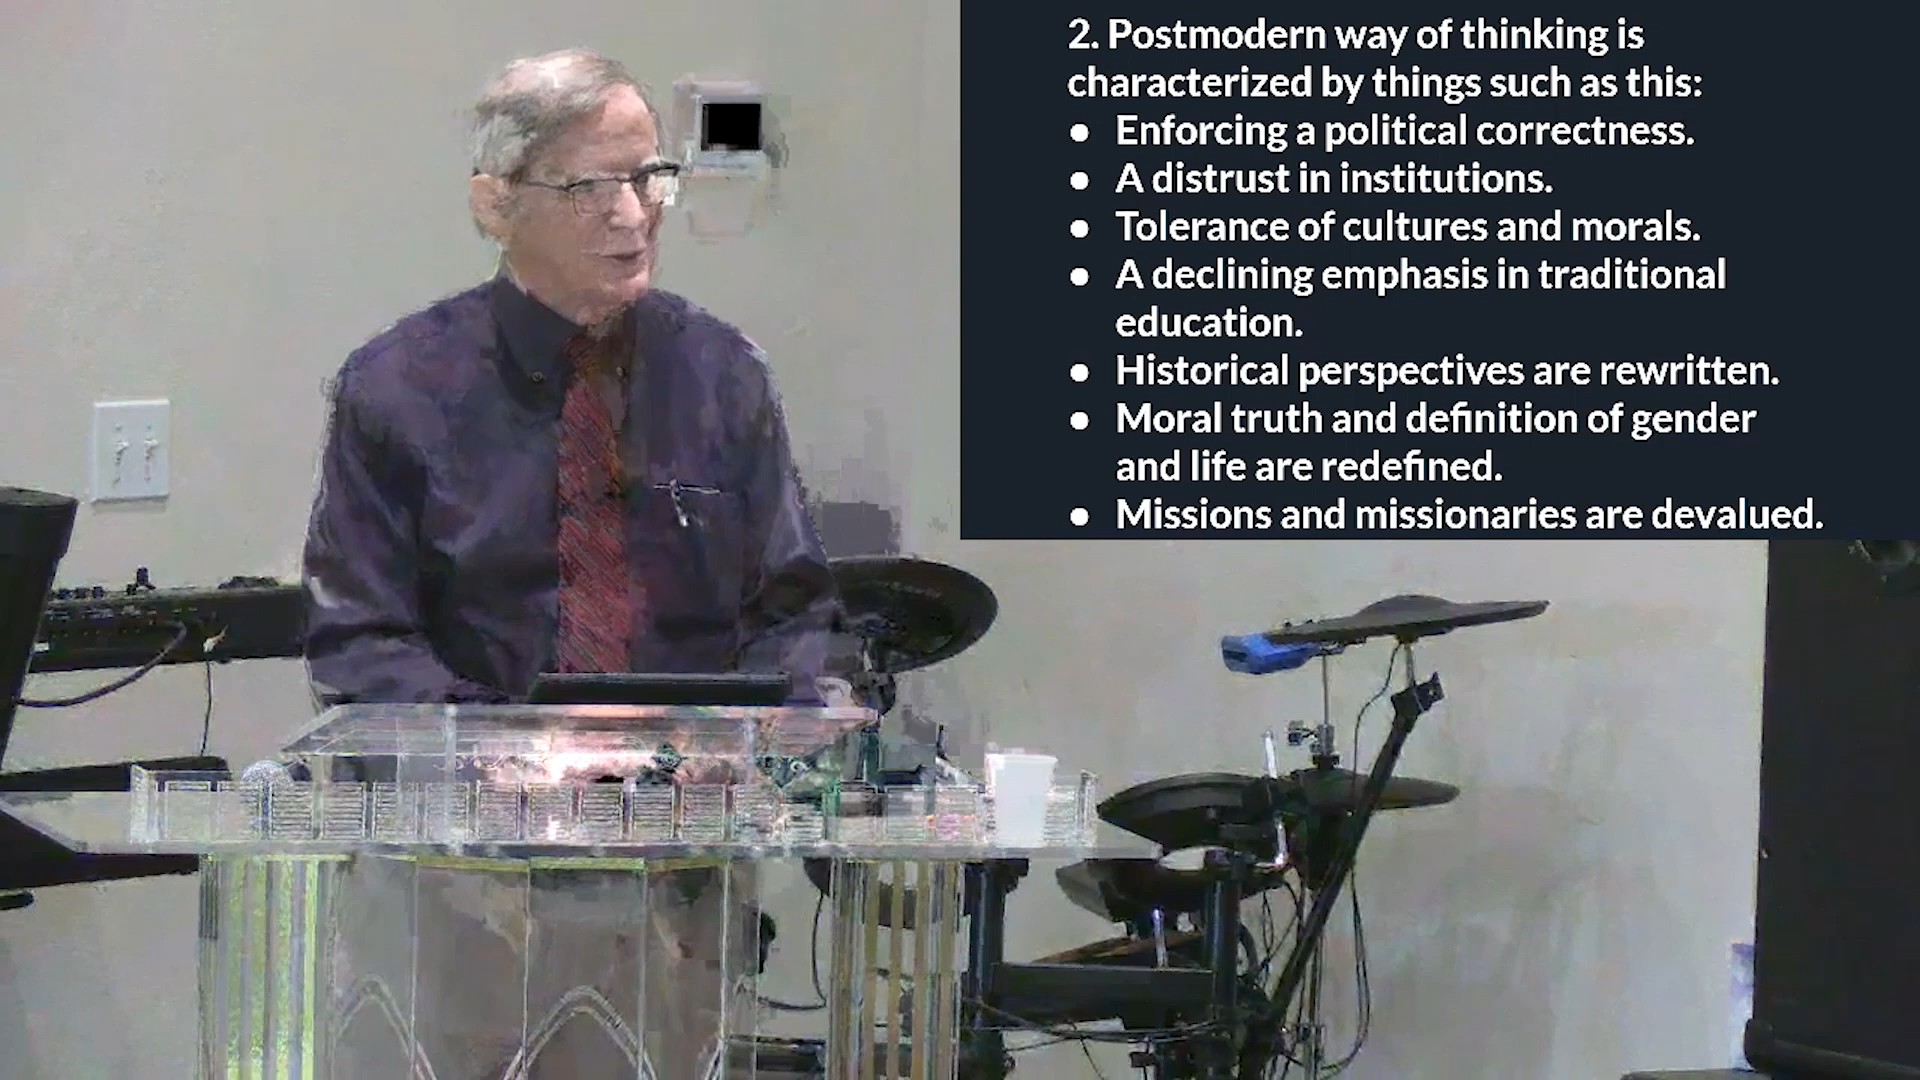 2. Postmodern way of thinking is
characterized by things such as this:
● Enforcing a political correctness.
● A distrust in institutions.
● Tolerance of cultures and morals.
● A declining emphasis in traditional
education.
● Historical perspectives are rewritten.
● Moral truth and definition of gender
and life are redefined.
● Missions and missionaries are devalued.